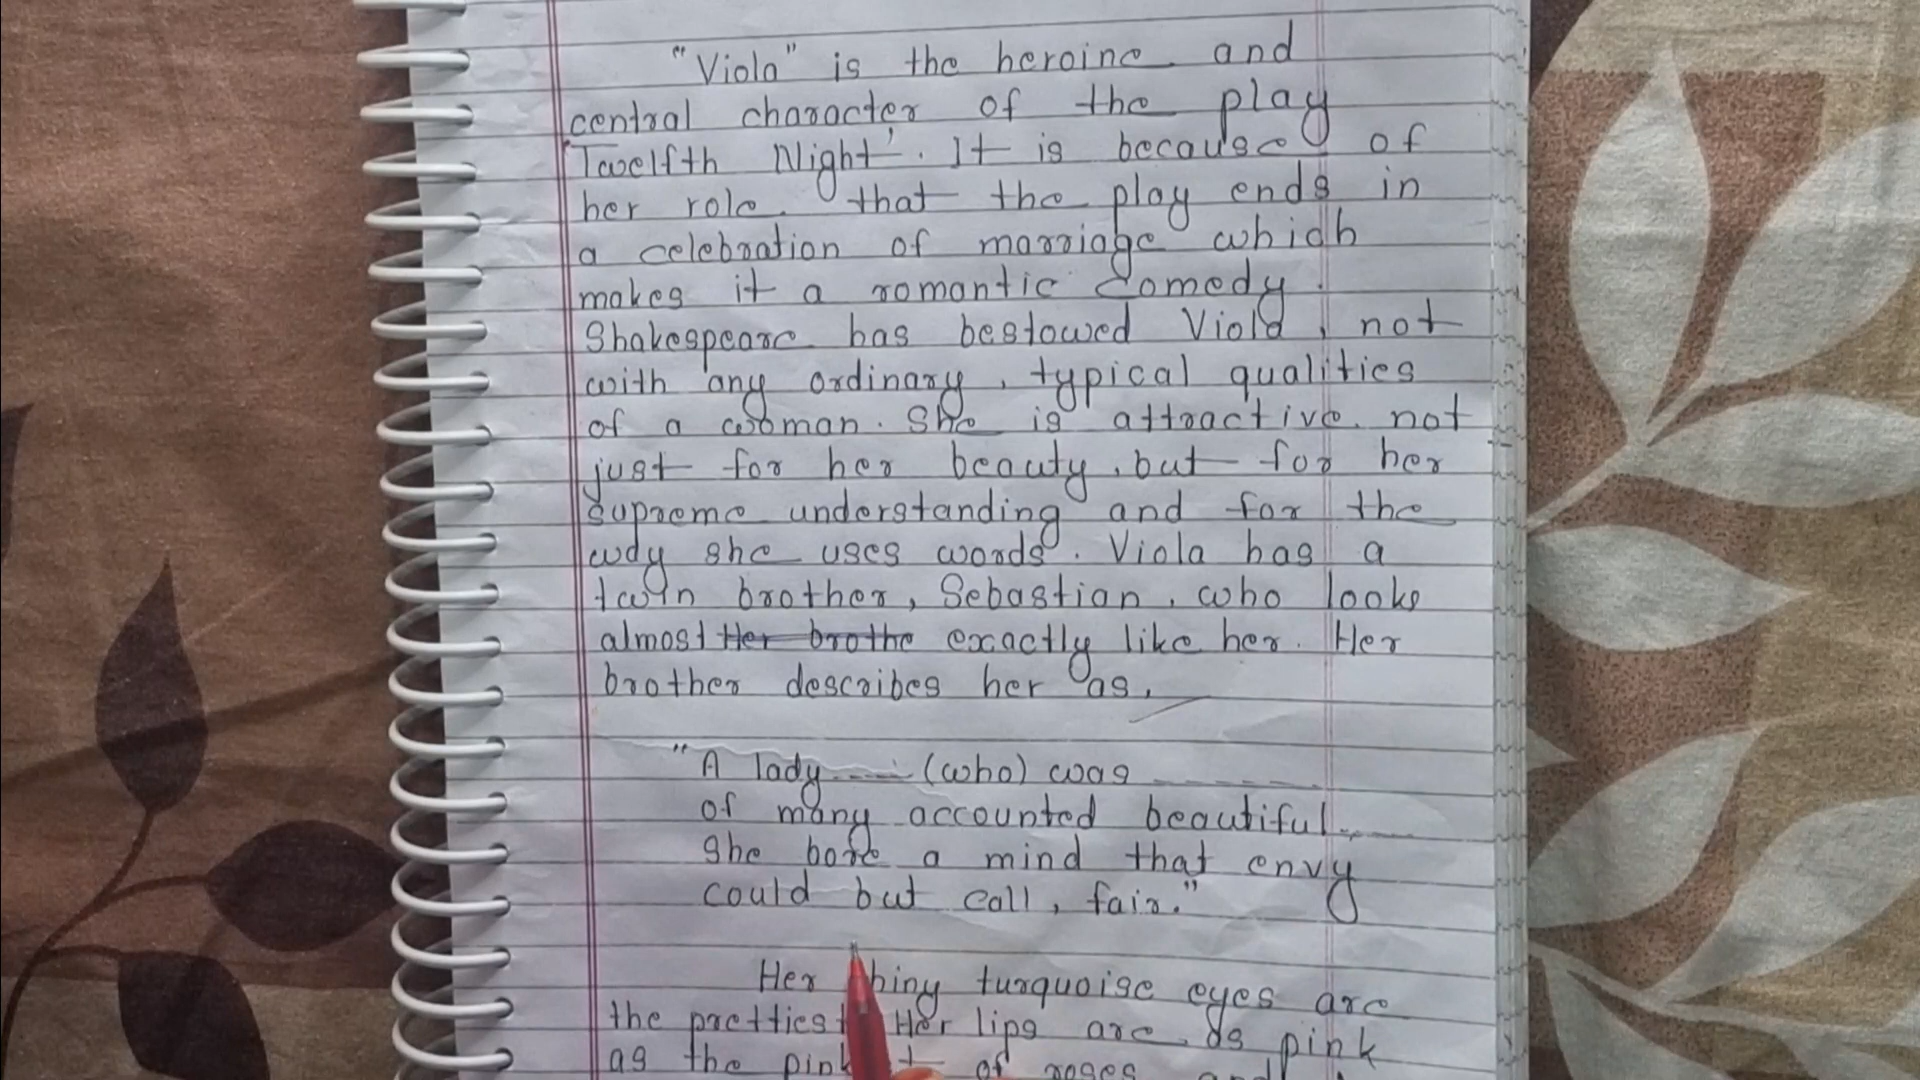 "Viola" is the heroine and
central character of the play
'Twelfth Night'. It is because of
her role that the play ends in
a celebration of marriage which
makes it a romantic comedy.
Shakespeare has bestowed Viola, not
with any ordinary, typical qualities
of a woman. She is attractive not
just for her beauty, but for her
supreme understanding and for the
way she uses words. Viola has a
twin brother, Sebastian, who looks
almost Her brothe exactly like her. Her
brother describes her as,
"A lady ---- (who) was ------
of many accounted beautiful ----
She bore a mind that envy
could but call, fair."
Her shiny turquoise eyes are
the prettiest Her lips are as pink
as the of roses and